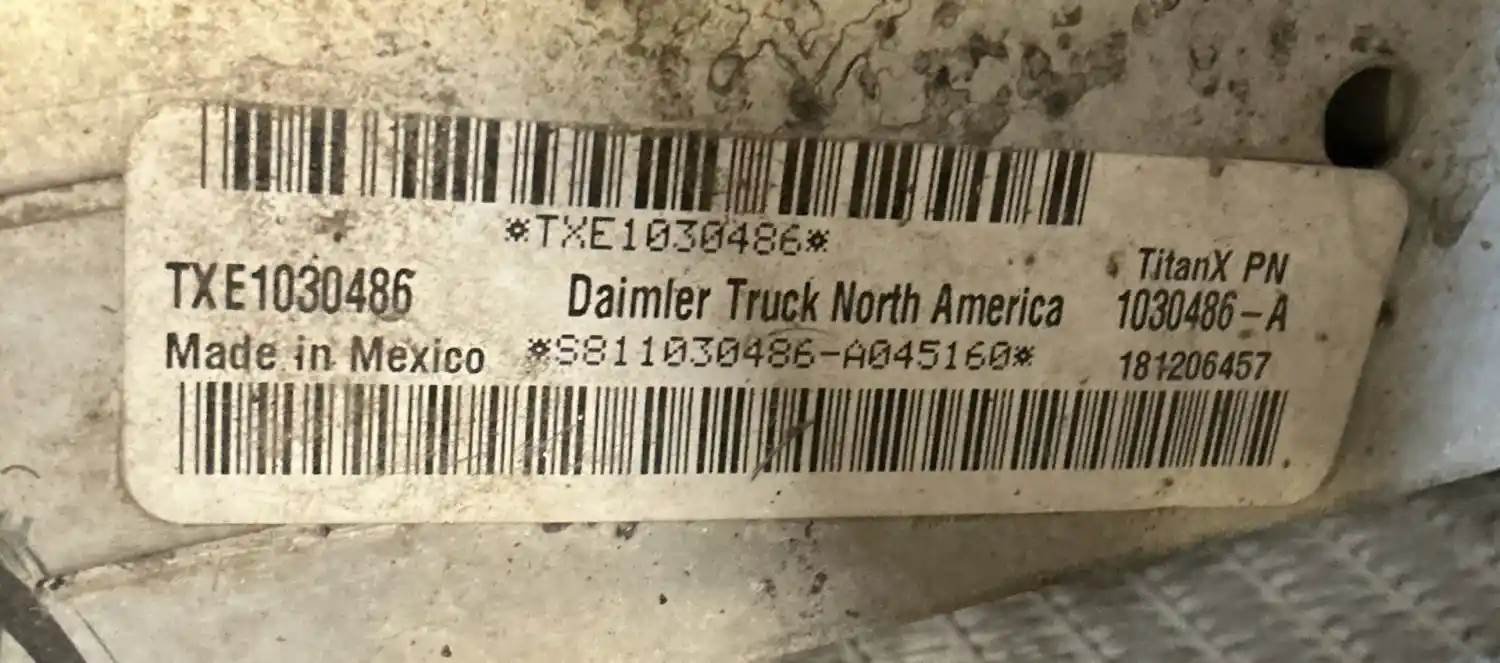 *TXE1030486*
TXE1030486 Daimler Truck North America TitanX PN
1030486-A
Made in Mexico *S811030486-A045160* 181206457